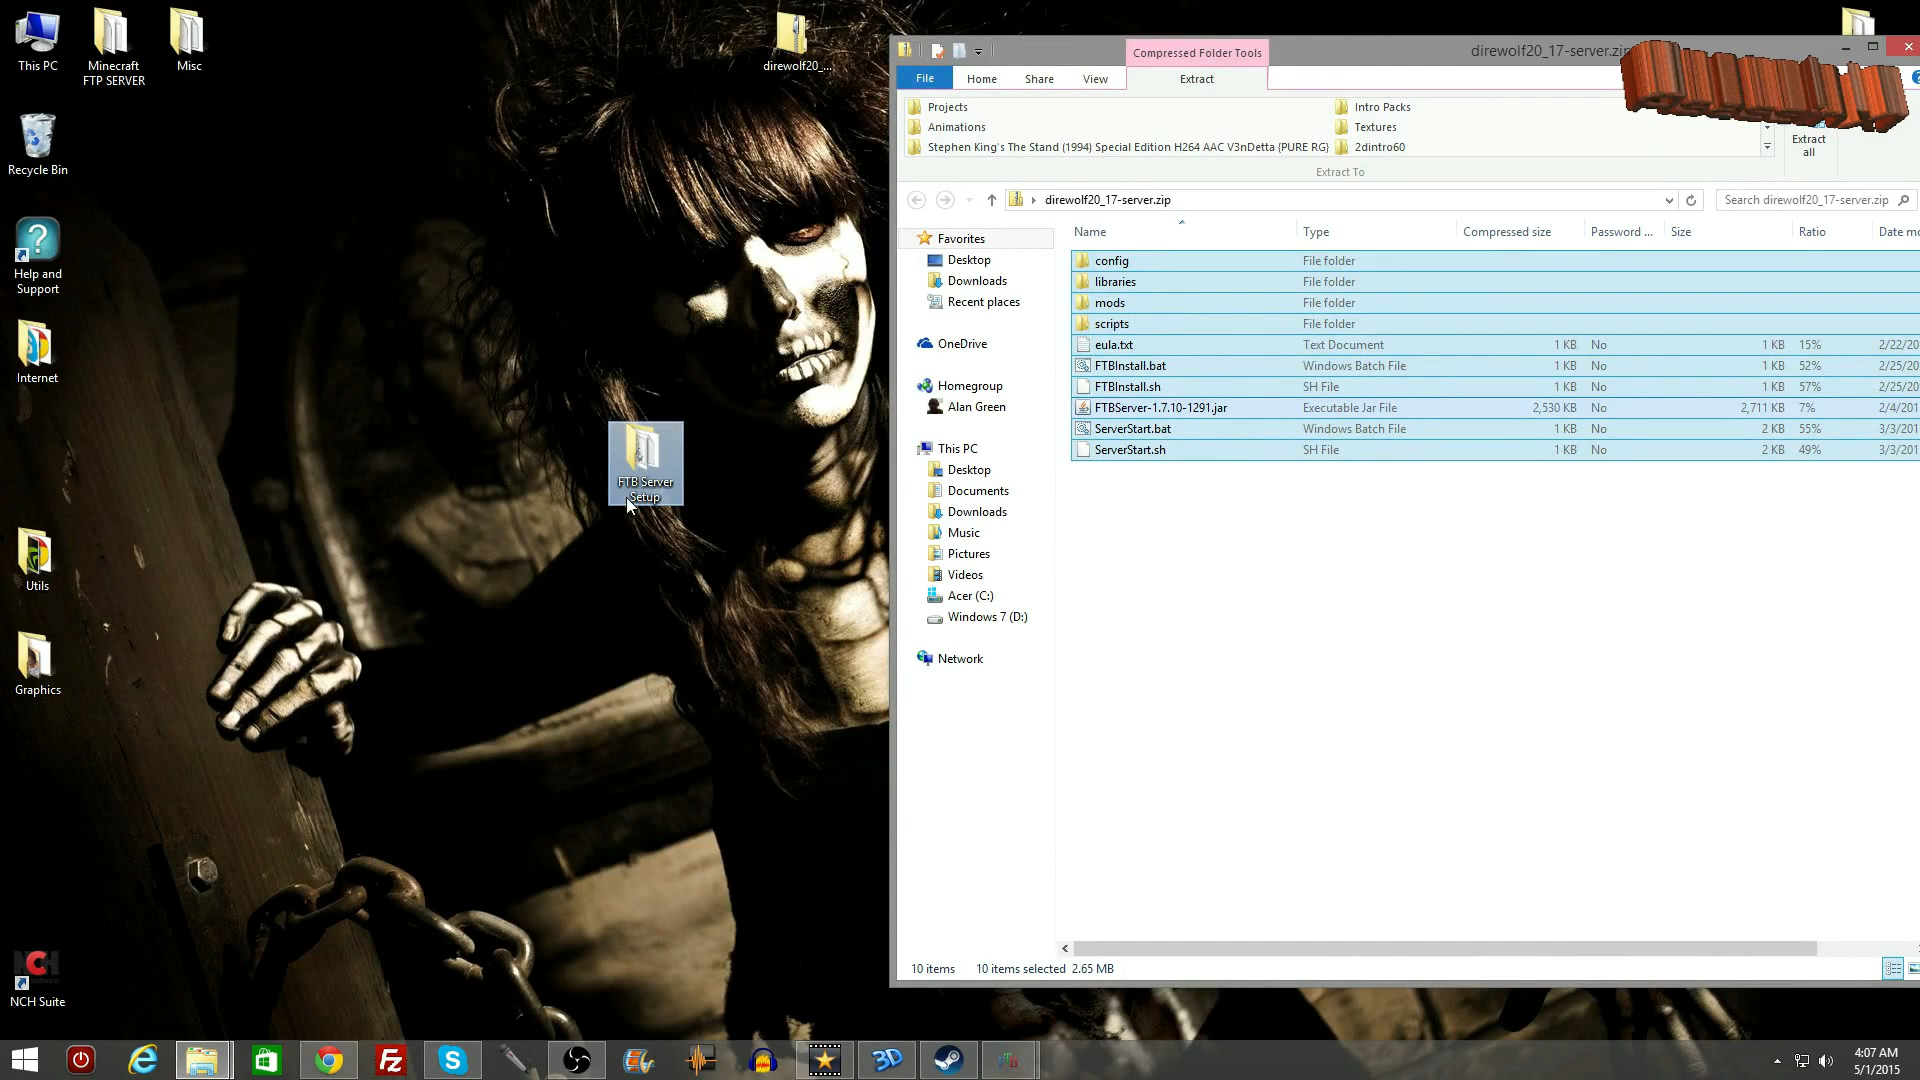 This PC
Minecraft
FTP SERVER
Misc
Recycle Bin
Help and
Support
Internet
Utils
Graphics
NCH Suite
direwolf20_...
FTB Server
Setup
Compressed Folder Tools
direwolf20_17-server.zip
File
Home
Share
View
Extract
Projects
Intro Packs
Animations
Textures
Stephen King's The Stand (1994) Special Edition H264 AAC V3nDetta {PURE RG}
2dintro60
Extract
all
Extract To
direwolf20_17-server.zip
Search direwolf20_17-server.zip
Favorites
Desktop
Downloads
Recent places
OneDrive
Homegroup
Alan Green
This PC
Desktop
Documents
Downloads
Music
Pictures
Videos
Acer (C:)
Windows 7 (D:)
Network
Name Type Compressed size Password ... Size Ratio Date mo
config File folder
libraries File folder
mods File folder
scripts File folder
eula.txt Text Document 1 KB No 1 KB 15% 2/22/20
FTBInstall.bat Windows Batch File 1 KB No 1 KB 52% 2/25/20
FTBInstall.sh SH File 1 KB No 1 KB 57% 2/25/20
FTBServer-1.7.10-1291.jar Executable Jar File 2,530 KB No 2,711 KB 7% 2/4/201
ServerStart.bat Windows Batch File 1 KB No 2 KB 55% 3/3/201
ServerStart.sh SH File 1 KB No 2 KB 49% 3/3/201
10 items 10 items selected 2.65 MB
4:07 AM
5/1/2015